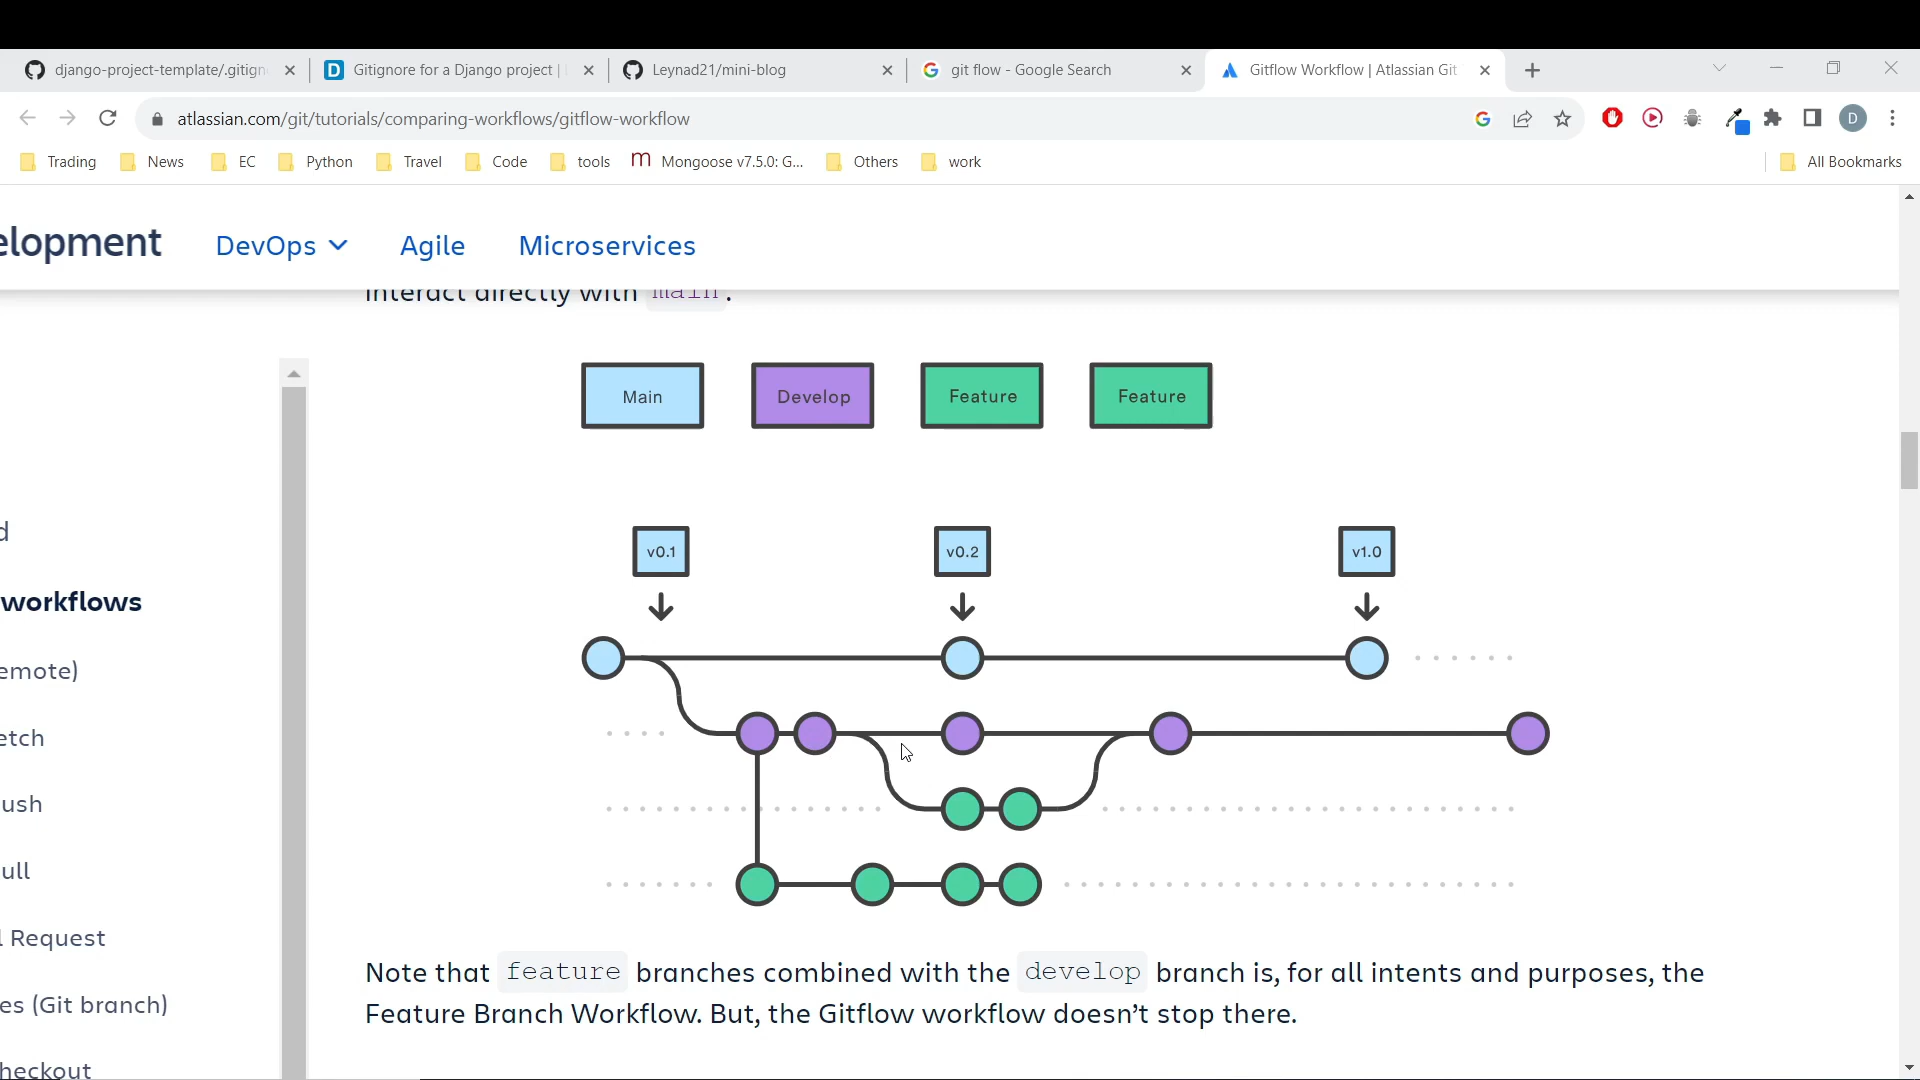 django-project-template/.gitign
Gitignore for a Django project |
Leynad21/mini-blog
git flow - Google Search
Gitflow Workflow | Atlassian Git
atlassian.com/git/tutorials/comparing-workflows/gitflow-workflow
D
Trading
News
EC
Python
Travel
Code
tools
Mongoose v7.5.0: G...
Others
work
All Bookmarks
elopment
DevOps
Agile
Microservices
interact directly with main.
Main
Develop
Feature
Feature
v0.1
v0.2
v1.0
d
workflows
emote)
etch
ush
ull
l Request
es (Git branch)
heckout
Note that feature branches combined with the develop branch is, for all intents and purposes, the
Feature Branch Workflow. But, the Gitflow workflow doesn’t stop there.